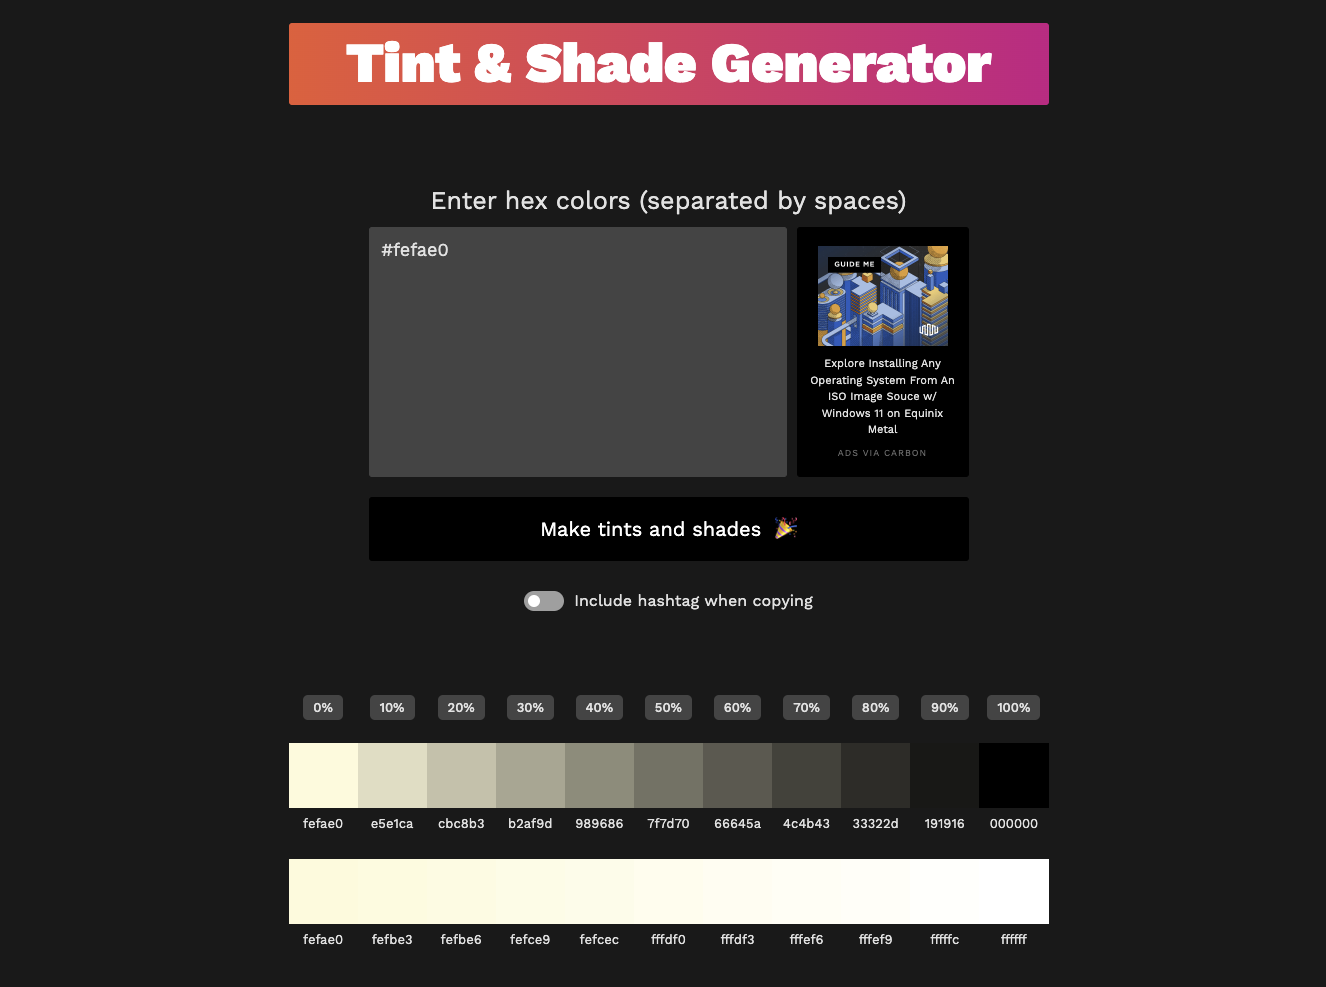 Tint & Shade Generator
Enter hex colors (separated by spaces)
#fefae0
GUIDE ME
Explore Installing Any
Operating System From An
ISO Image Souce w/
Windows 11 on Equinix
Metal
ADS VIA CARBON
Make tints and shades 🎉
Include hashtag when copying
0% 10% 20% 30% 40% 50% 60% 70% 80% 90% 100%
fefae0 e5e1ca cbc8b3 b2af9d 989686 7f7d70 66645a 4c4b43 33322d 191916 000000
fefae0 fefbe3 fefbe6 fefce9 fefcec fffdf0 fffdf3 fffef6 fffef9 fffffc ffffff